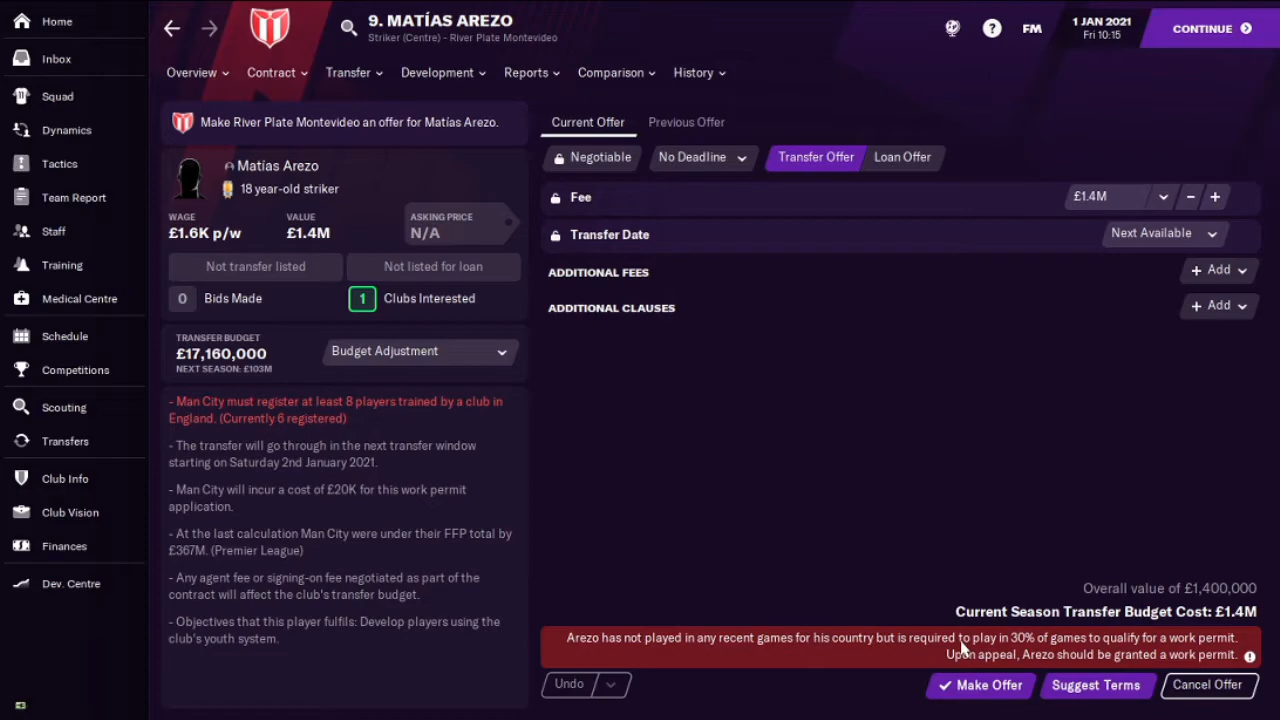 Home
Inbox
Squad
Dynamics
Tactics
Team Report
Staff
Training
Medical Centre
Schedule
Competitions
Scouting
Transfers
Club Info
Club Vision
Finances
Dev. Centre
9. MATÍAS AREZO
Striker (Centre) - River Plate Montevideo
? FM
1 JAN 2021
Fri 10:15
CONTINUE
Overview Contract Transfer Development Reports Comparison History
Make River Plate Montevideo an offer for Matías Arezo.
Matías Arezo
18 year-old striker
WAGE VALUE ASKING PRICE
£1.6K p/w £1.4M N/A
Not transfer listed Not listed for loan
0 Bids Made 1 Clubs Interested
TRANSFER BUDGET
£17,160,000
NEXT SEASON: £103M
Budget Adjustment
- Man City must register at least 8 players trained by a club in
England. (Currently 6 registered)
- The transfer will go through in the next transfer window
starting on Saturday 2nd January 2021.
- Man City will incur a cost of £20K for this work permit
application.
- At the last calculation Man City were under their FFP total by
£367M. (Premier League)
- Any agent fee or signing-on fee negotiated as part of the
contract will affect the club's transfer budget.
- Objectives that this player fulfils: Develop players using the
club's youth system.
Current Offer Previous Offer
Negotiable No Deadline Transfer Offer Loan Offer
Fee £1.4M - +
Transfer Date Next Available
ADDITIONAL FEES + Add
ADDITIONAL CLAUSES + Add
Overall value of £1,400,000
Current Season Transfer Budget Cost: £1.4M
Arezo has not played in any recent games for his country but is required to play in 30% of games to qualify for a work permit.
Upon appeal, Arezo should be granted a work permit.
Undo Make Offer Suggest Terms Cancel Offer